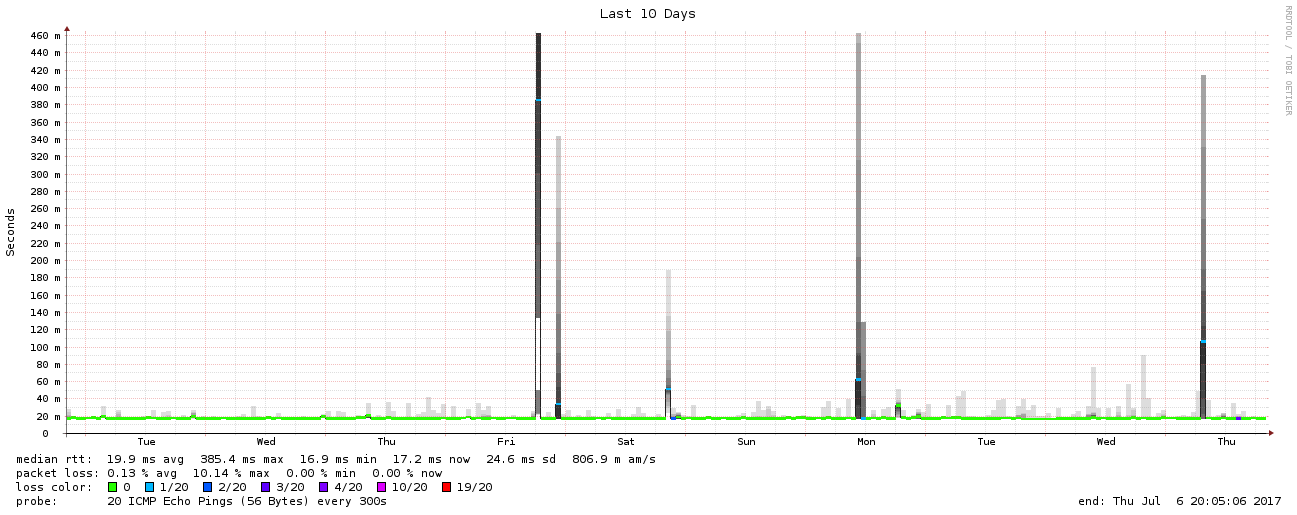 Last 10 Days
RRDTOOL / TOBI OETIKER
Seconds
460 m
440 m
420 m
400 m
380 m
360 m
340 m
320 m
300 m
280 m
260 m
240 m
220 m
200 m
180 m
160 m
140 m
120 m
100 m
80 m
60 m
40 m
20 m
0
Tue Wed Thu Fri Sat Sun Mon Tue Wed Thu
median rtt: 19.9 ms avg 385.4 ms max 16.9 ms min 17.2 ms now 24.6 ms sd 806.9 m am/s
packet loss: 0.13 % avg 10.14 % max 0.00 % min 0.00 % now
loss color: 0 1/20 2/20 3/20 4/20 10/20 19/20
probe: 20 ICMP Echo Pings (56 Bytes) every 300s end: Thu Jul 6 20:05:06 2017